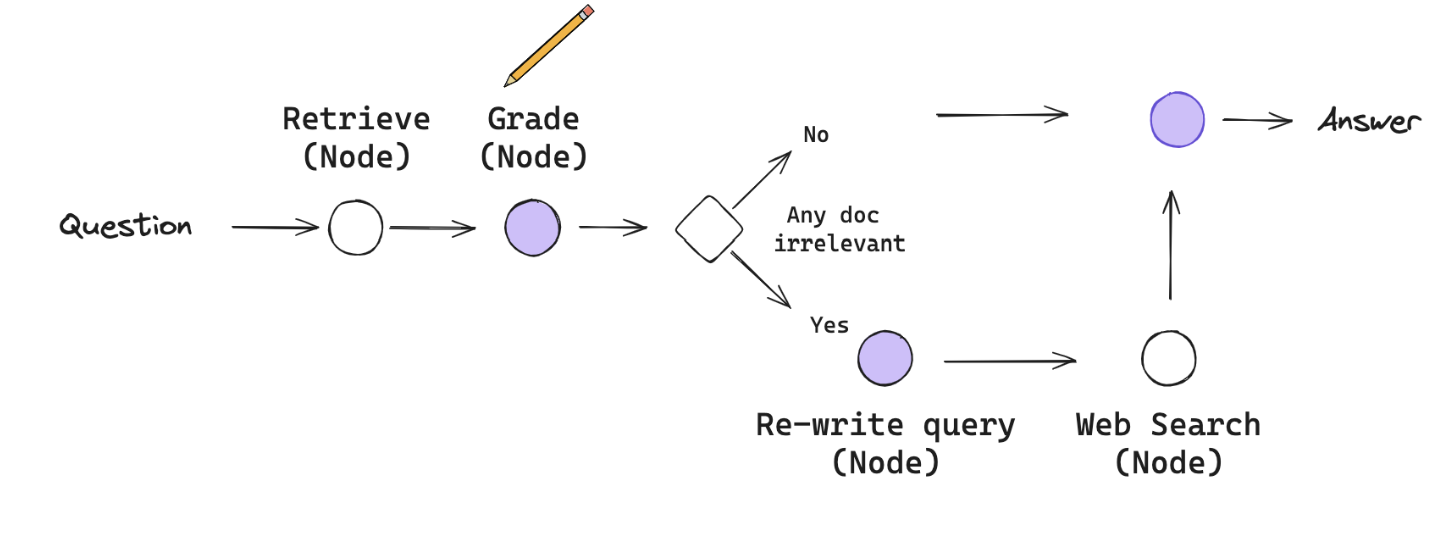 Retrieve
(Node)
Grade
(Node)
Question
No
Any doc
irrelevant
Yes
Answer
Re-write query
(Node)
Web Search
(Node)